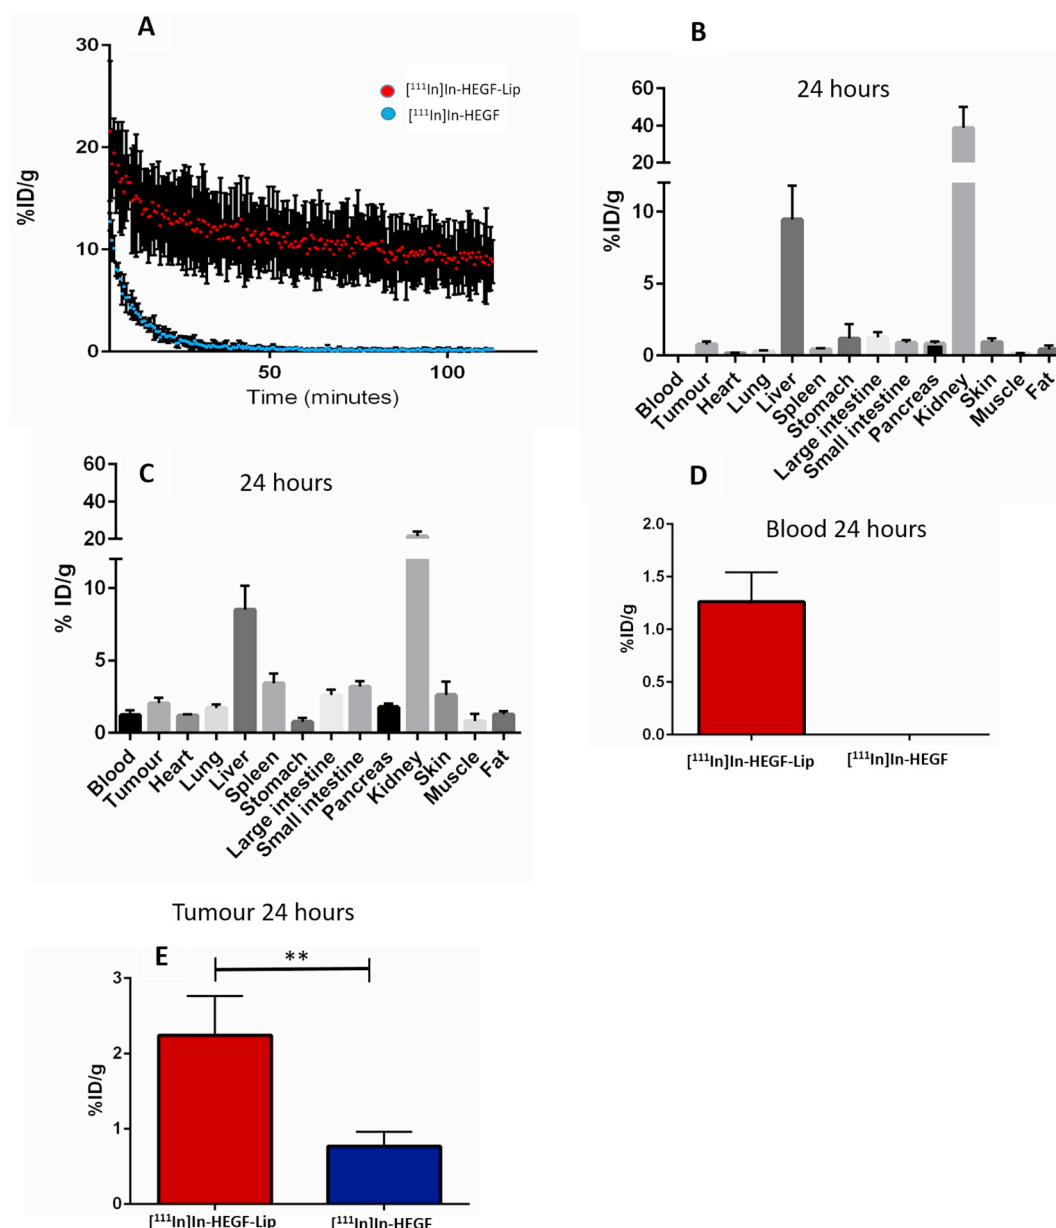 A
30
20
10
0
%ID/g
50
100
Time (minutes)
[¹¹¹In]In-HEGF-Lip
[¹¹¹In]In-HEGF
B
24 hours
60
40
20
10
5
0
%ID/g
Blood
Tumour
Heart
Lung
Liver
Spleen
Stomach
Large intestine
Small intestine
Pancreas
Kidney
Skin
Muscle
Fat
C
24 hours
60
40
20
10
5
0
% ID/g
Blood
Tumour
Heart
Lung
Liver
Spleen
Stomach
Large intestine
Small intestine
Pancreas
Kidney
Skin
Muscle
Fat
D
Blood 24 hours
2.0
1.5
1.0
0.5
0.0
%ID/g
[¹¹¹In]In-HEGF-Lip
[¹¹¹In]In-HEGF
Tumour 24 hours
E
**
3
2
1
0
%ID/g
[¹¹¹In]In-HEGF-Lip
[¹¹¹In]In-HEGF